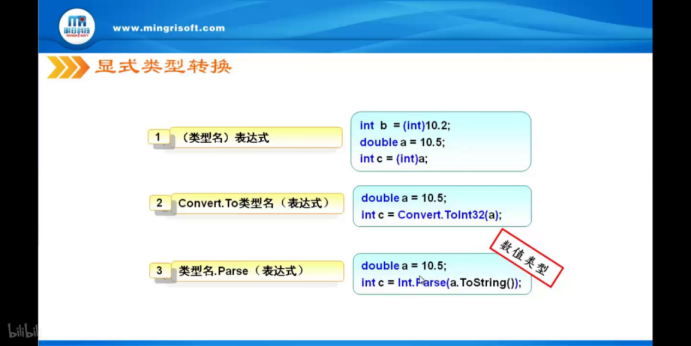 www.mingrisoft.com
显式类型转换
1 （类型名）表达式
int b = (int)10.2;
double a = 10.5;
int c = (int)a;
2 Convert.To类型名（表达式）
double a = 10.5;
int c = Convert.ToInt32(a);
数值类型
3 类型名.Parse（表达式）
double a = 10.5;
int c = Int.Parse(a.ToString());
bilibili